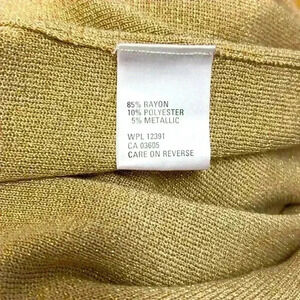 85% RAYON
10% POLYESTER
5% METALLIC
WPL 12391
CA 03605
CARE ON REVERSE